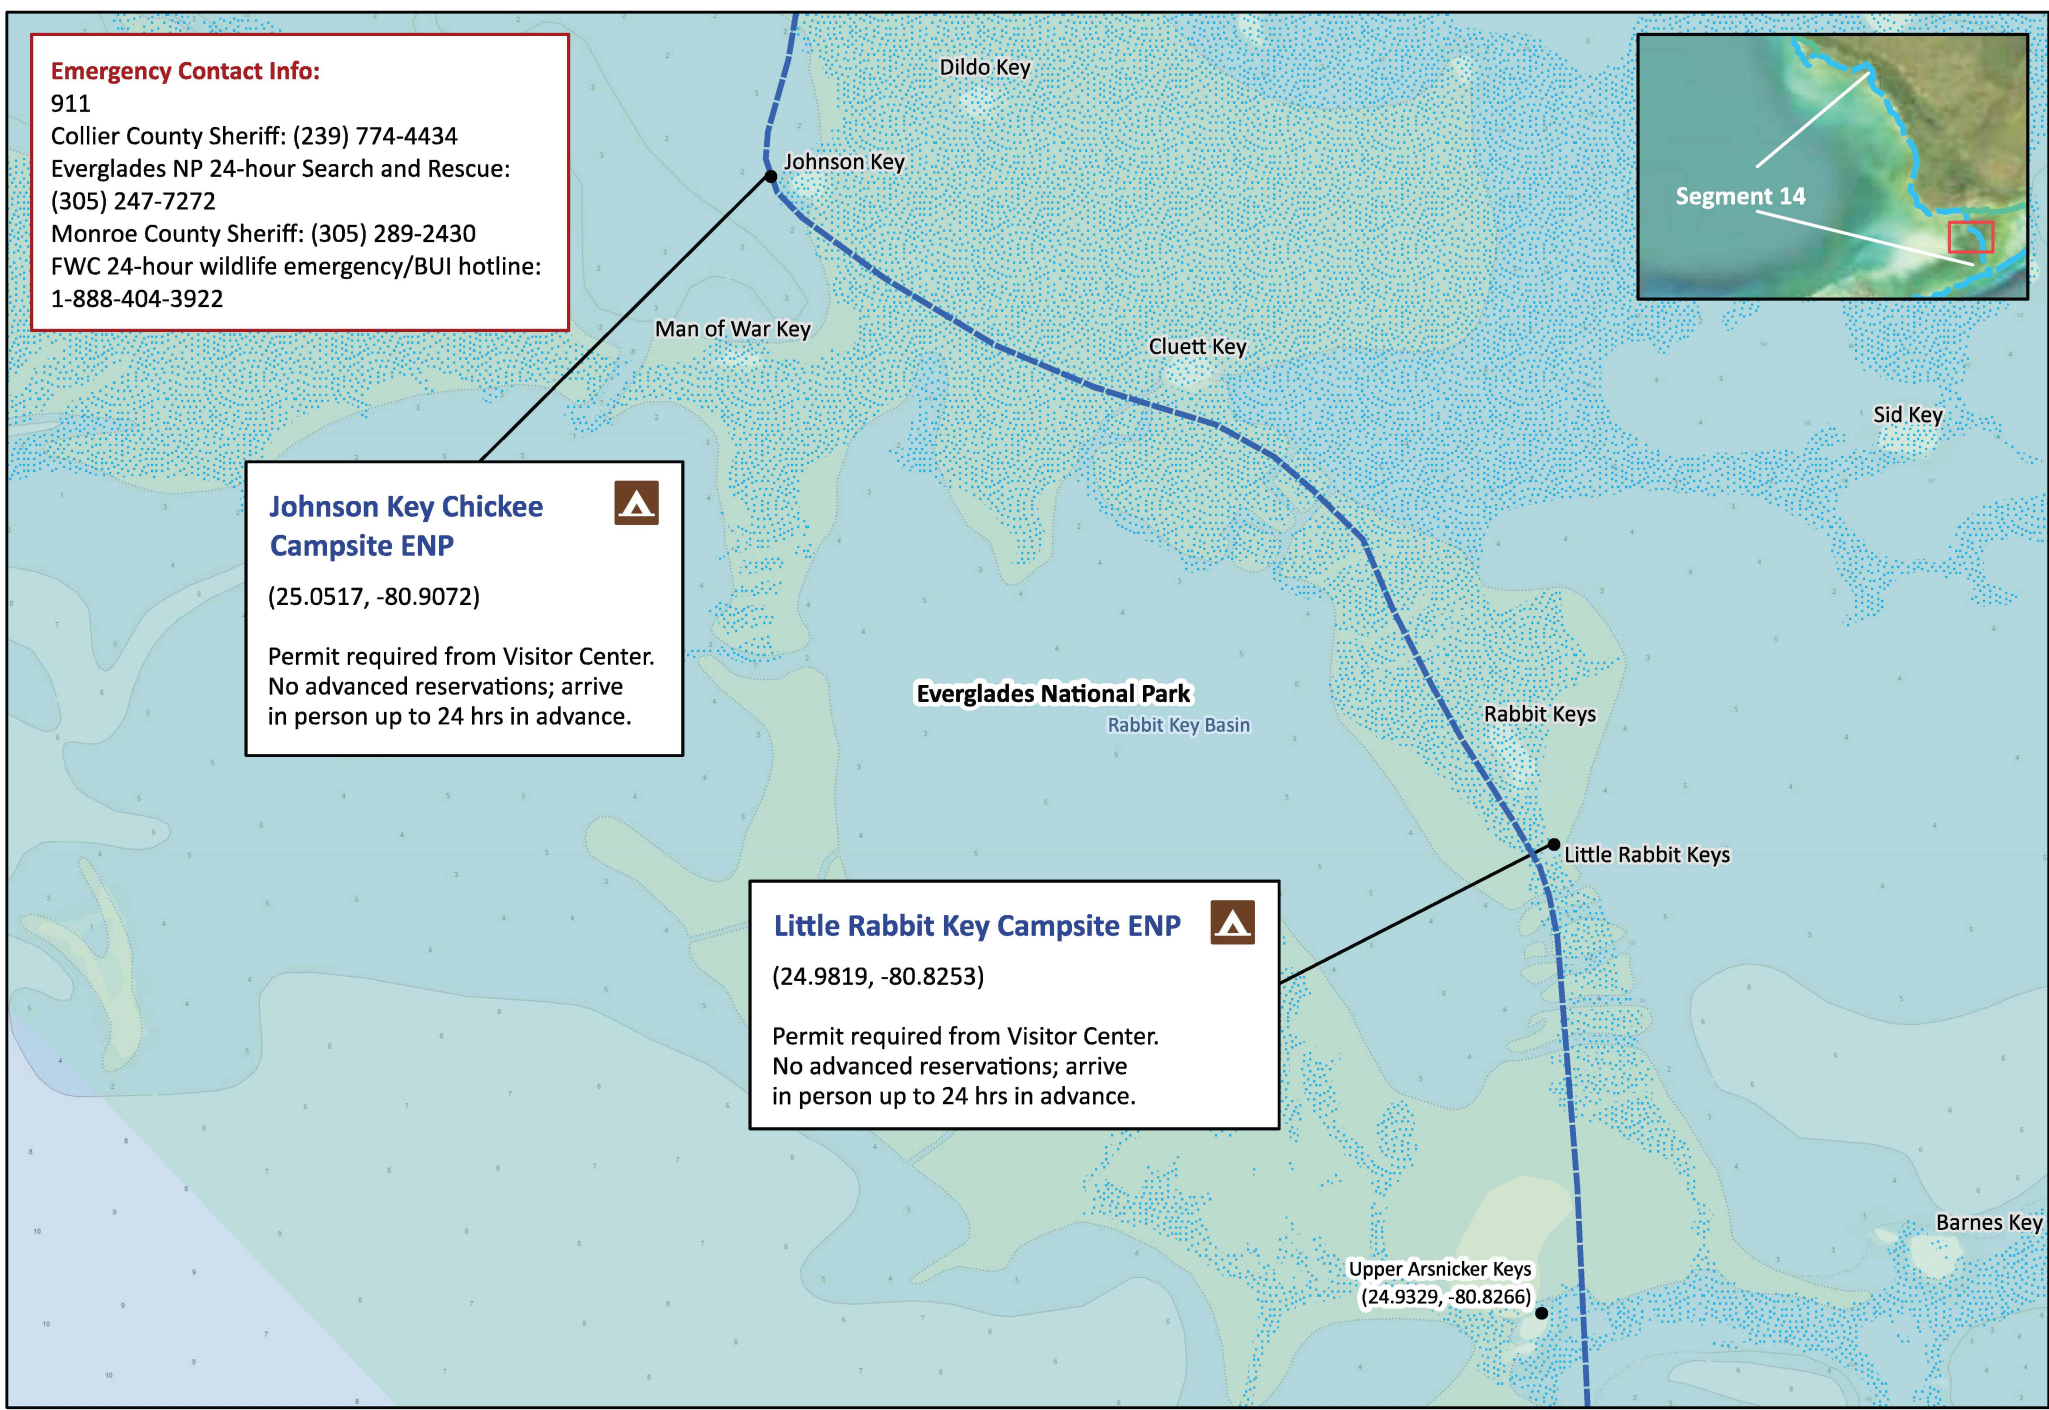 Emergency Contact Info:
911
Collier County Sheriff: (239) 774-4434
Everglades NP 24-hour Search and Rescue:
(305) 247-7272
Monroe County Sheriff: (305) 289-2430
FWC 24-hour wildlife emergency/BUI hotline:
1-888-404-3922
Dildo Key
Johnson Key
Segment 14
Man of War Key
Cluett Key
Sid Key
Johnson Key Chickee
Campsite ENP
(25.0517, -80.9072)
Permit required from Visitor Center.
No advanced reservations; arrive
in person up to 24 hrs in advance.
Everglades National Park
Rabbit Key Basin
Rabbit Keys
Little Rabbit Keys
Little Rabbit Key Campsite ENP
(24.9819, -80.8253)
Permit required from Visitor Center.
No advanced reservations; arrive
in person up to 24 hrs in advance.
Barnes Key
Upper Arsnicker Keys
(24.9329, -80.8266)